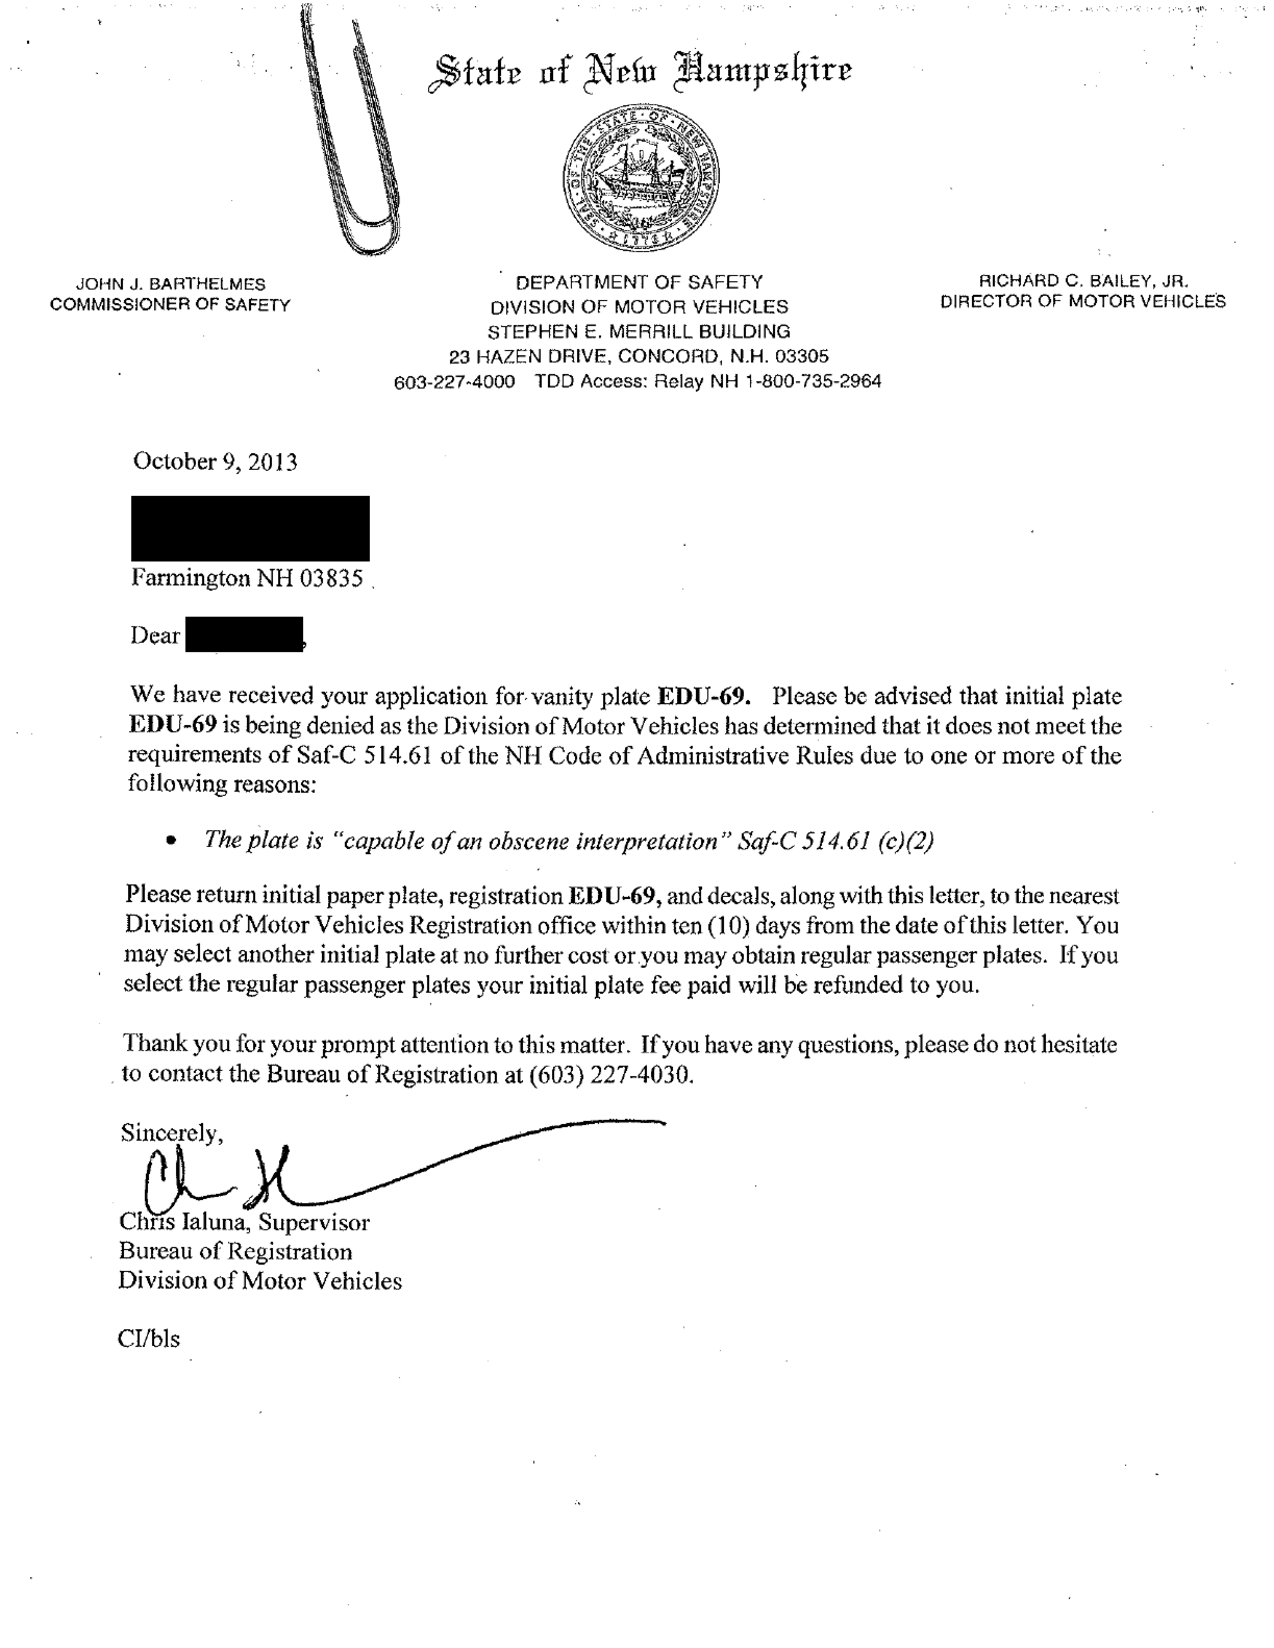 State of New Hampshire
SEAL · OF · THE · STATE · OF · NEW HAMPSHIRE
1776
JOHN J. BARTHELMES
COMMISSIONER OF SAFETY
DEPARTMENT OF SAFETY
DIVISION OF MOTOR VEHICLES
STEPHEN E. MERRILL BUILDING
23 HAZEN DRIVE, CONCORD, N.H. 03305
603-227-4000 TDD Access: Relay NH 1-800-735-2964
RICHARD C. BAILEY, JR.
DIRECTOR OF MOTOR VEHICLES
October 9, 2013
Farmington NH 03835
Dear ,
We have received your application for vanity plate EDU-69. Please be advised that initial plate
EDU-69 is being denied as the Division of Motor Vehicles has determined that it does not meet the
requirements of Saf-C 514.61 of the NH Code of Administrative Rules due to one or more of the
following reasons:
• The plate is “capable of an obscene interpretation” Saf-C 514.61 (c)(2)
Please return initial paper plate, registration EDU-69, and decals, along with this letter, to the nearest
Division of Motor Vehicles Registration office within ten (10) days from the date of this letter. You
may select another initial plate at no further cost or you may obtain regular passenger plates. If you
select the regular passenger plates your initial plate fee paid will be refunded to you.
Thank you for your prompt attention to this matter. If you have any questions, please do not hesitate
to contact the Bureau of Registration at (603) 227-4030.
Sincerely,
Chris Ialuna, Supervisor
Bureau of Registration
Division of Motor Vehicles
CI/bls